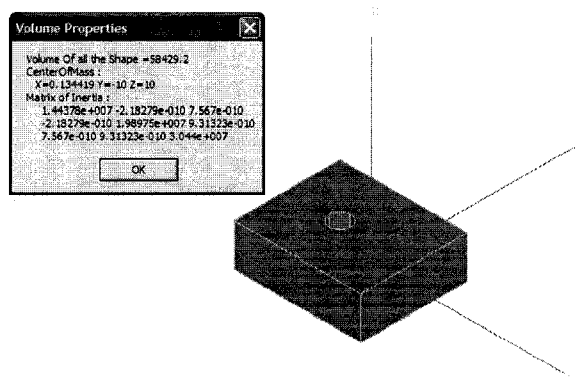 Volume Properties
Volume Of all the Shape =58429.2
CenterOfMass :
X=0.134419 Y=-10 Z=10
Matrix of Inertia :
1.44378e+007 -2.18279e-010 7.567e-010
-2.18279e-010 1.98975e+007 9.31323e-010
7.567e-010 9.31323e-010 3.044e+007
OK